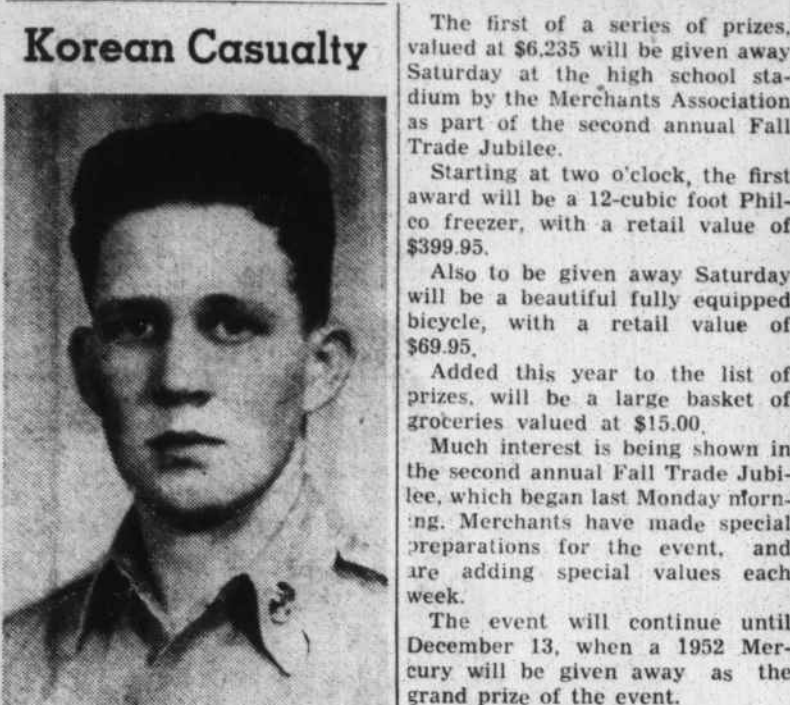 Korean Casualty
The first of a series of prizes,
valued at $6,235 will be given away
Saturday at the high school sta-
dium by the Merchants Association
as part of the second annual Fall
Trade Jubilee.
Starting at two o'clock, the first
award will be a 12-cubic foot Phil-
co freezer, with a retail value of
$399.95.
Also to be given away Saturday
will be a beautiful fully equipped
bicycle, with a retail value of
$69.95.
Added this year to the list of
prizes, will be a large basket of
groceries valued at $15.00.
Much interest is being shown in
the second annual Fall Trade Jubi-
lee, which began last Monday morn-
ing. Merchants have made special
preparations for the event, and
are adding special values each
week.
The event will continue until
December 13, when a 1952 Mer-
cury will be given away as the
grand prize of the event.